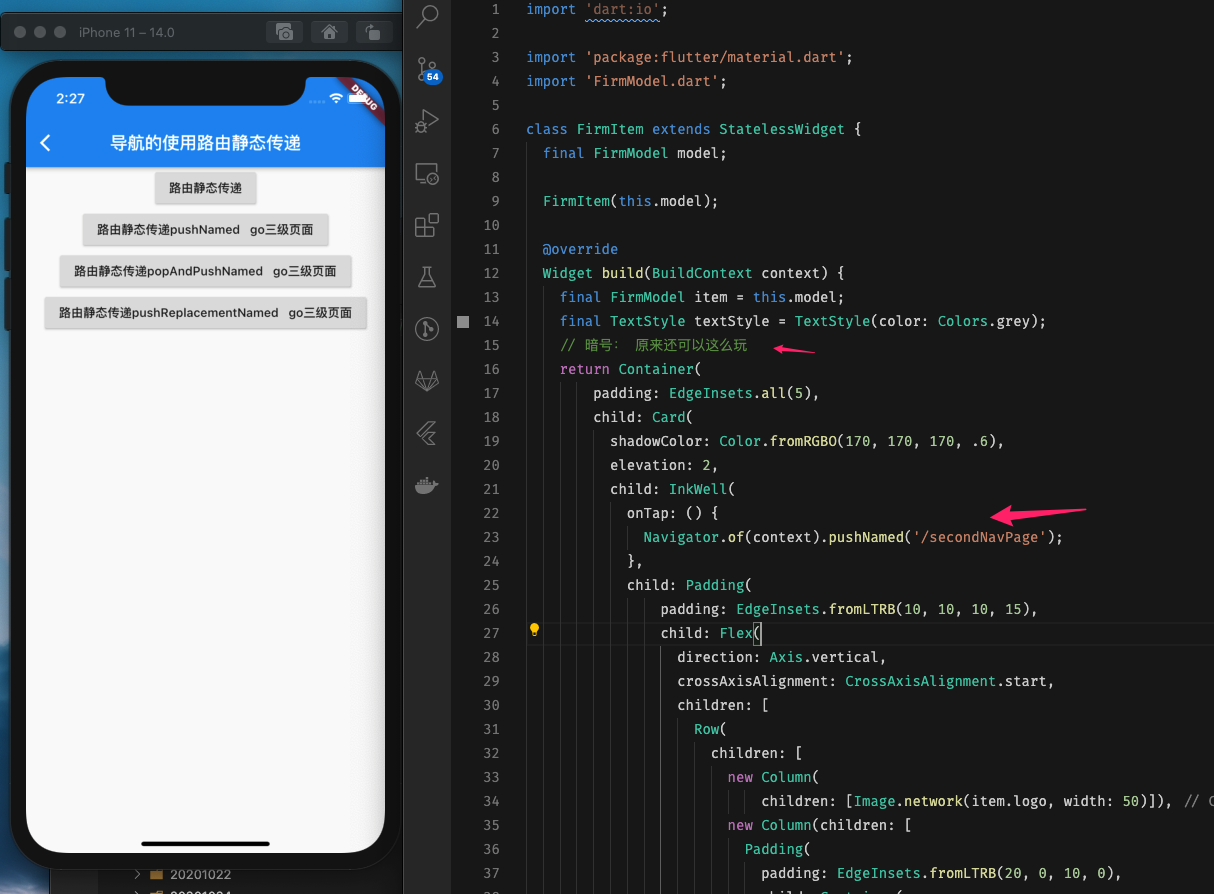 iPhone 11 – 14.0
2:27
DEBUG
导航的使用路由静态传递
路由静态传递
路由静态传递pushNamed go三级页面
路由静态传递popAndPushNamed go三级页面
路由静态传递pushReplacementNamed go三级页面
20201022
54
1 import 'dart:io';
2
3 import 'package:flutter/material.dart';
4 import 'FirmModel.dart';
5
6 class FirmItem extends StatelessWidget {
7 final FirmModel model;
8
9 FirmItem(this.model);
10
11 @override
12 Widget build(BuildContext context) {
13 final FirmModel item = this.model;
14 final TextStyle textStyle = TextStyle(color: Colors.grey);
15 // 暗号： 原来还可以这么玩
16 return Container(
17 padding: EdgeInsets.all(5),
18 child: Card(
19 shadowColor: Color.fromRGBO(170, 170, 170, .6),
20 elevation: 2,
21 child: InkWell(
22 onTap: () {
23 Navigator.of(context).pushNamed('/secondNavPage');
24 },
25 child: Padding(
26 padding: EdgeInsets.fromLTRB(10, 10, 10, 15),
27 child: Flex(
28 direction: Axis.vertical,
29 crossAxisAlignment: CrossAxisAlignment.start,
30 children: [
31 Row(
32 children: [
33 new Column(
34 children: [Image.network(item.logo, width: 50)]), //
35 new Column(children: [
36 Padding(
37 padding: EdgeInsets.fromLTRB(20, 0, 10, 0),